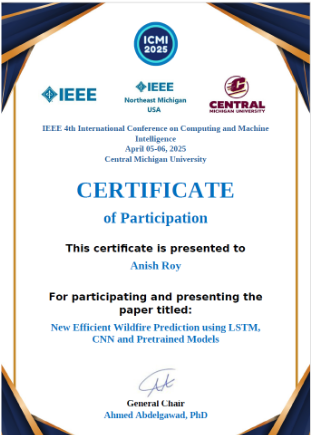 ICMI
2025
IEEE
IEEE
Northeast Michigan
USA
CENTRAL
MICHIGAN UNIVERSITY
IEEE 4th International Conference on Computing and Machine
Intelligence
April 05-06, 2025
Central Michigan University
CERTIFICATE
of Participation
This certificate is presented to
Anish Roy
For participating and presenting the
paper titled:
New Efficient Wildfire Prediction using LSTM,
CNN and Pretrained Models
General Chair
Ahmed Abdelgawad, PhD